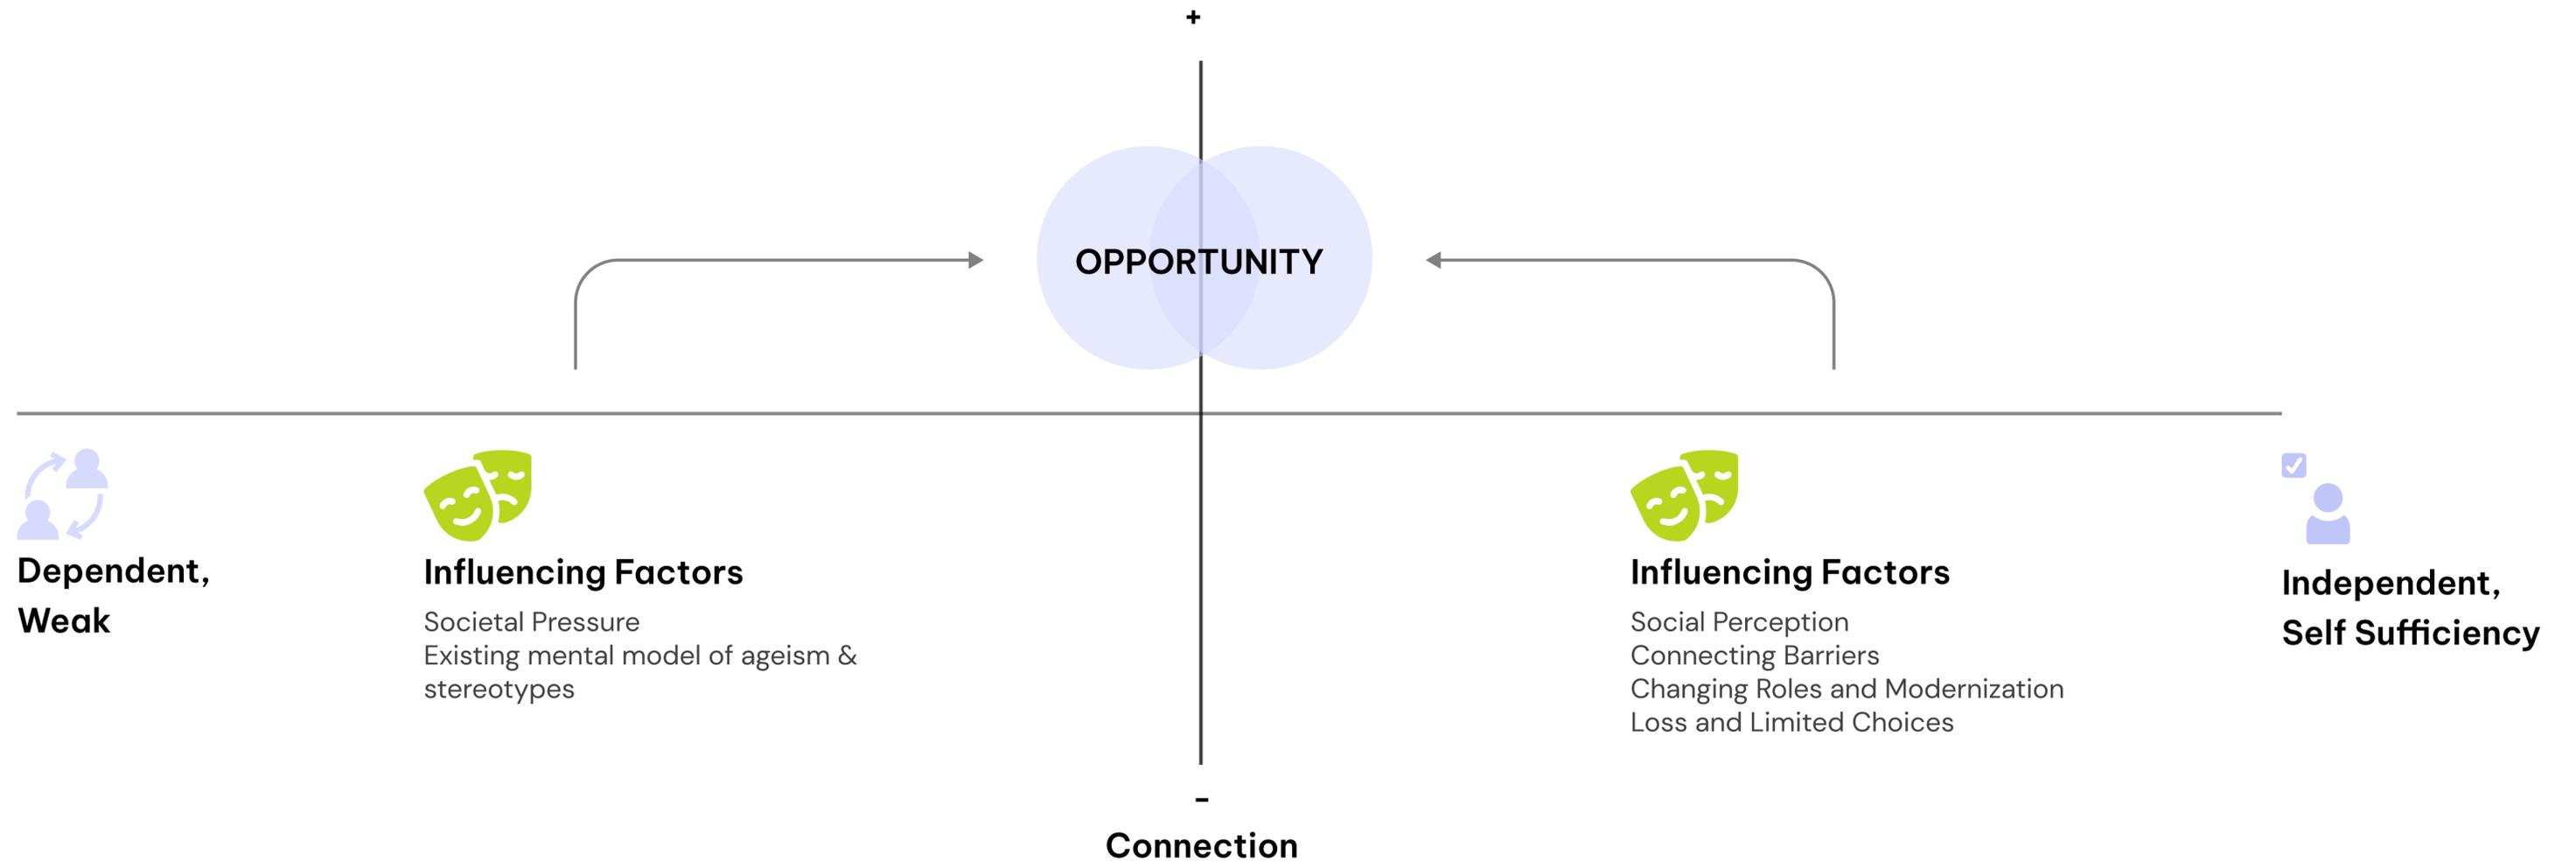 +
OPPORTUNITY
Dependent,
Weak
Influencing Factors
Societal Pressure
Existing mental model of ageism &
stereotypes
Influencing Factors
Social Perception
Connecting Barriers
Changing Roles and Modernization
Loss and Limited Choices
Independent,
Self Sufficiency
-
Connection